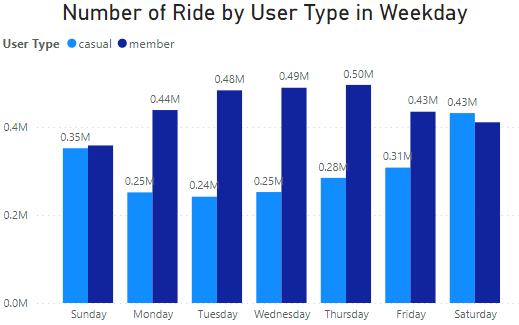 Number of Ride by User Type in Weekday
User Type casual member
0.50M
0.49M
0.48M
0.44M
0.43M 0.43M
0.4M
0.35M
0.31M
0.28M
0.25M 0.24M 0.25M
0.2M
0.0M
Sunday Monday Tuesday Wednesday Thursday Friday Saturday